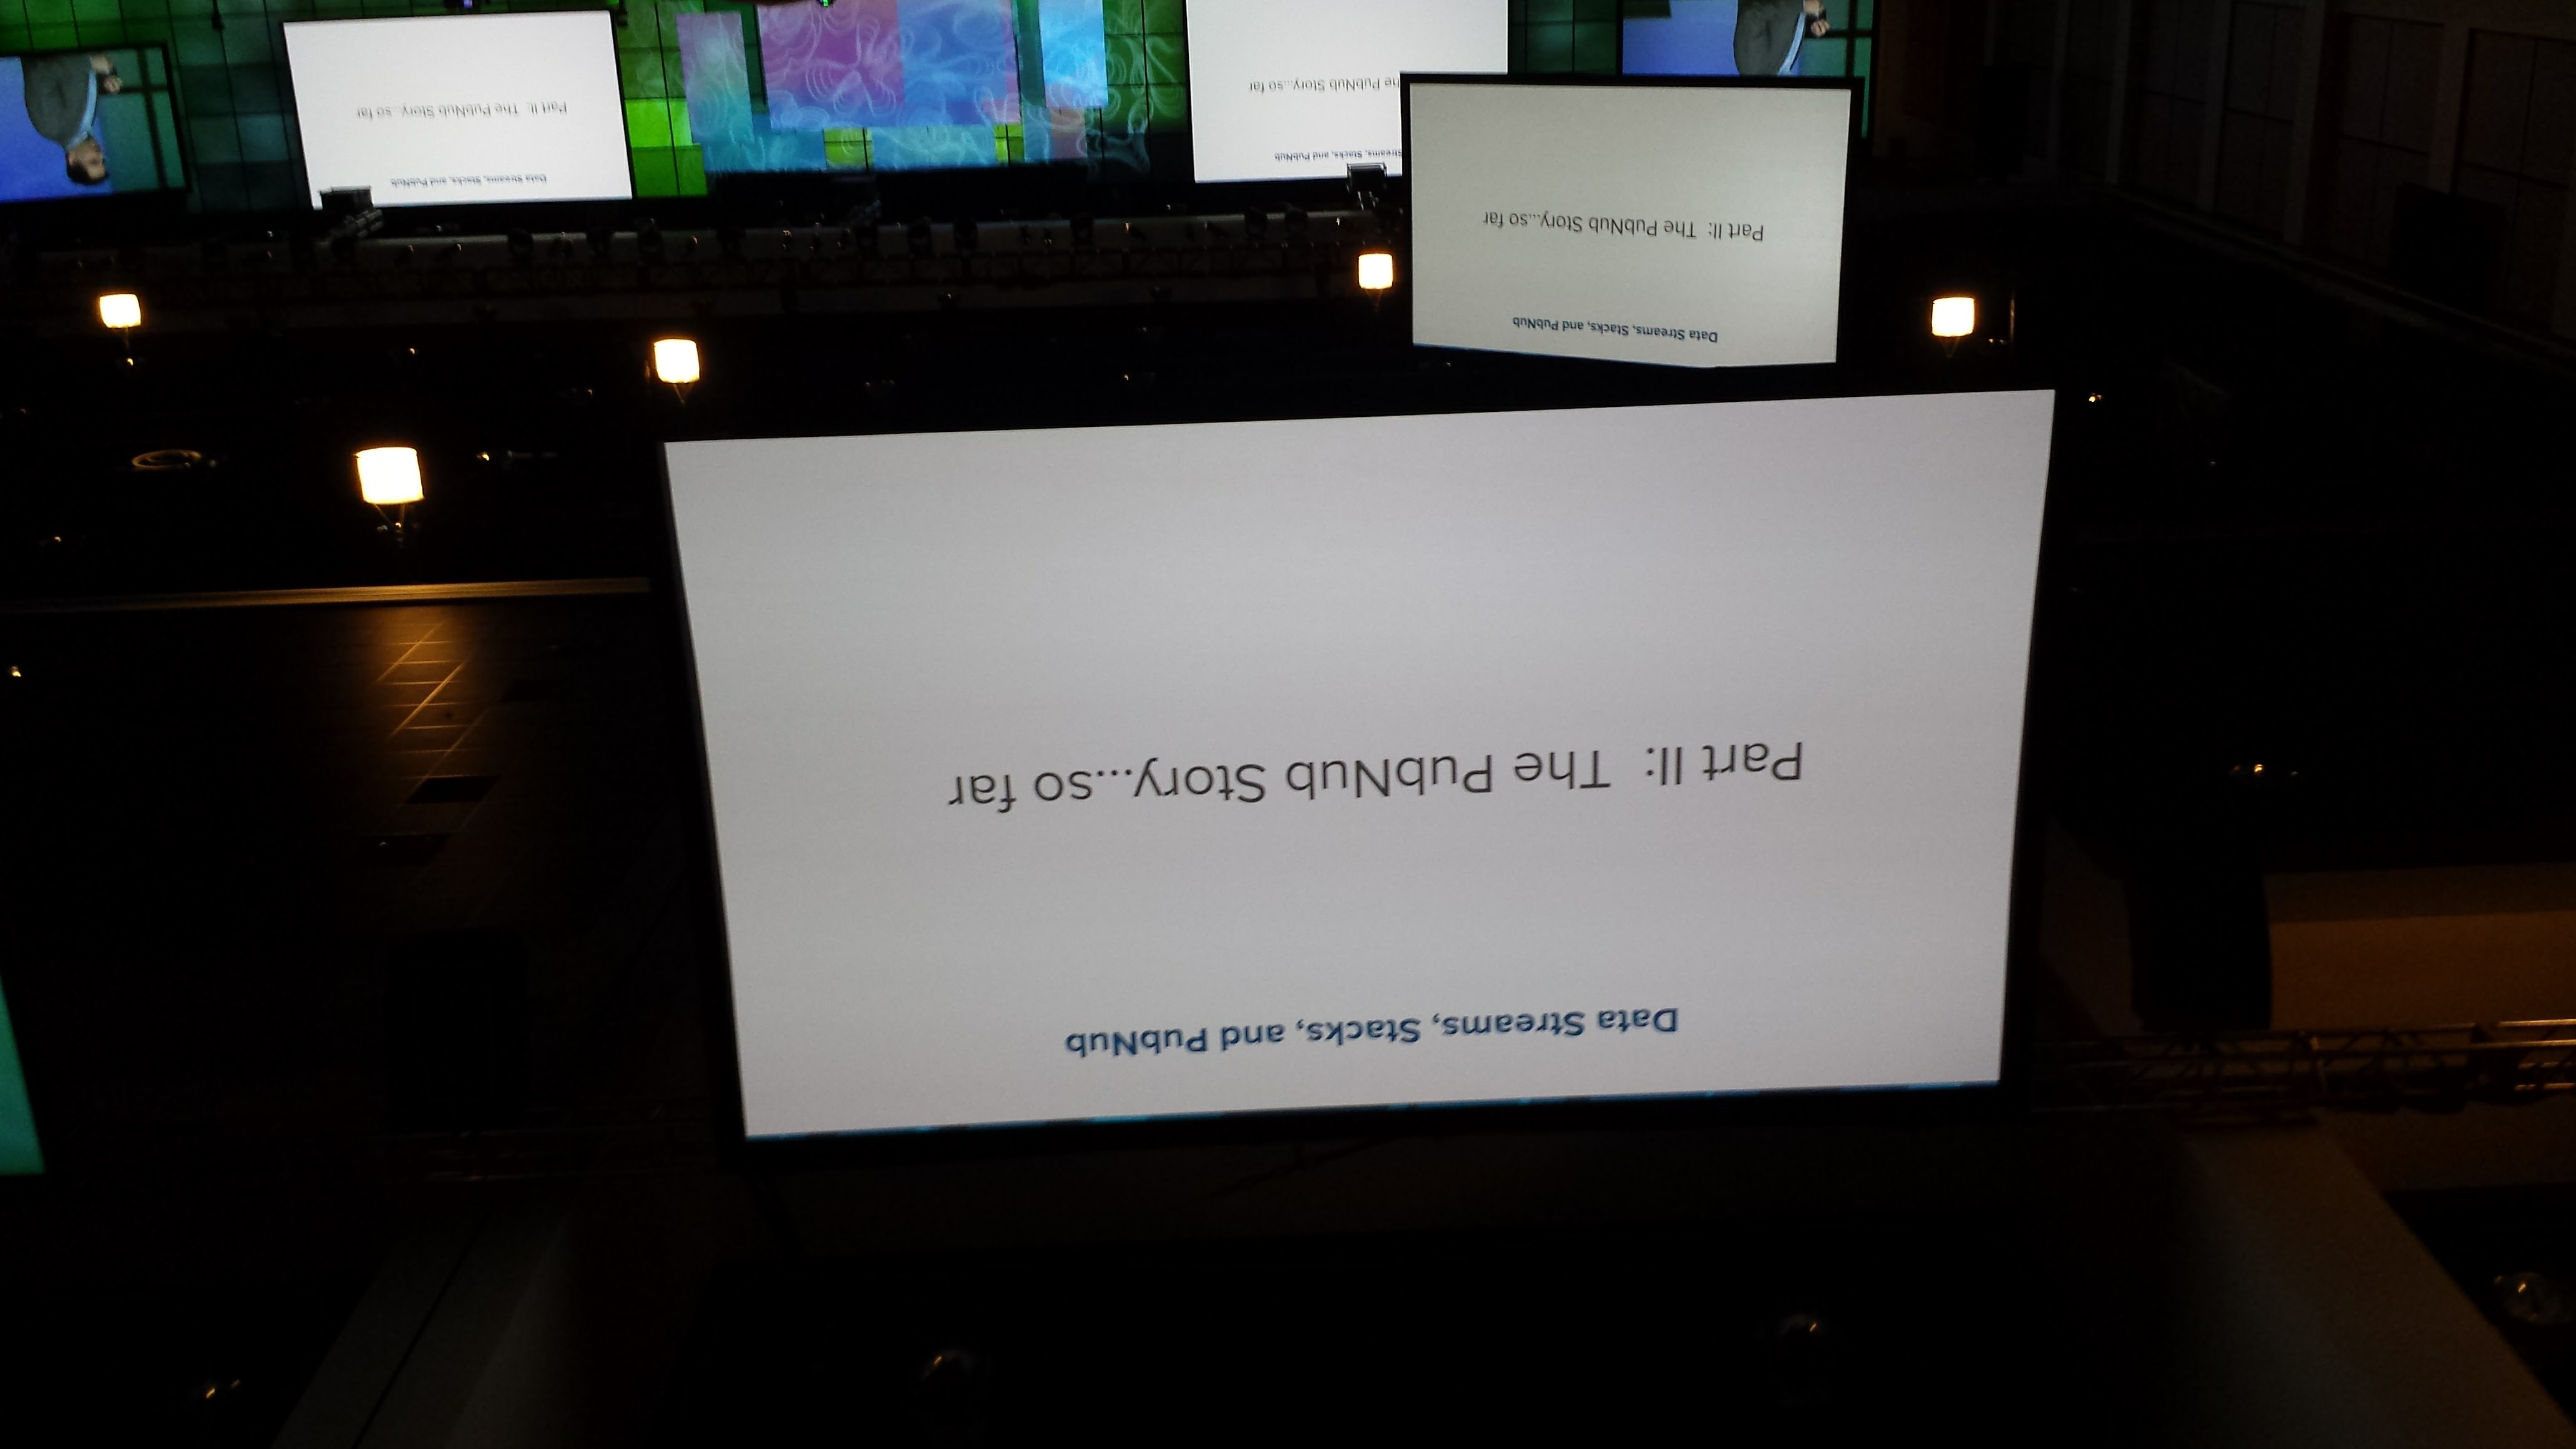 Data Streams, Stacks, and PubNub
Part II:  The PubNub Story...so far
Data Streams, Stacks, and PubNub
Part II:  The PubNub Story...so far
Streams, Stacks, and PubNub
he PubNub Story...so far
Data Streams, Stacks, and PubNub
Part II:  The PubNub Story...so far